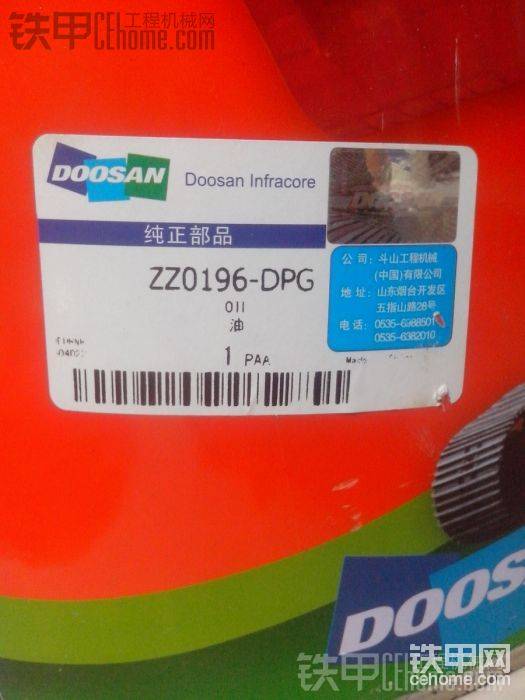 铁甲工程机械网
CEhome.com
DOOSAN
Doosan Infracore
纯正部品
ZZ0196-DPG
OIl
油
1 PAA
公 司: 斗山工程机械
(中国)有限公司
地 址: 山东烟台开发区
五指山路28号
电 话: 0535-6388501
0535-6382010
DOOS
铁甲网
cehome.com